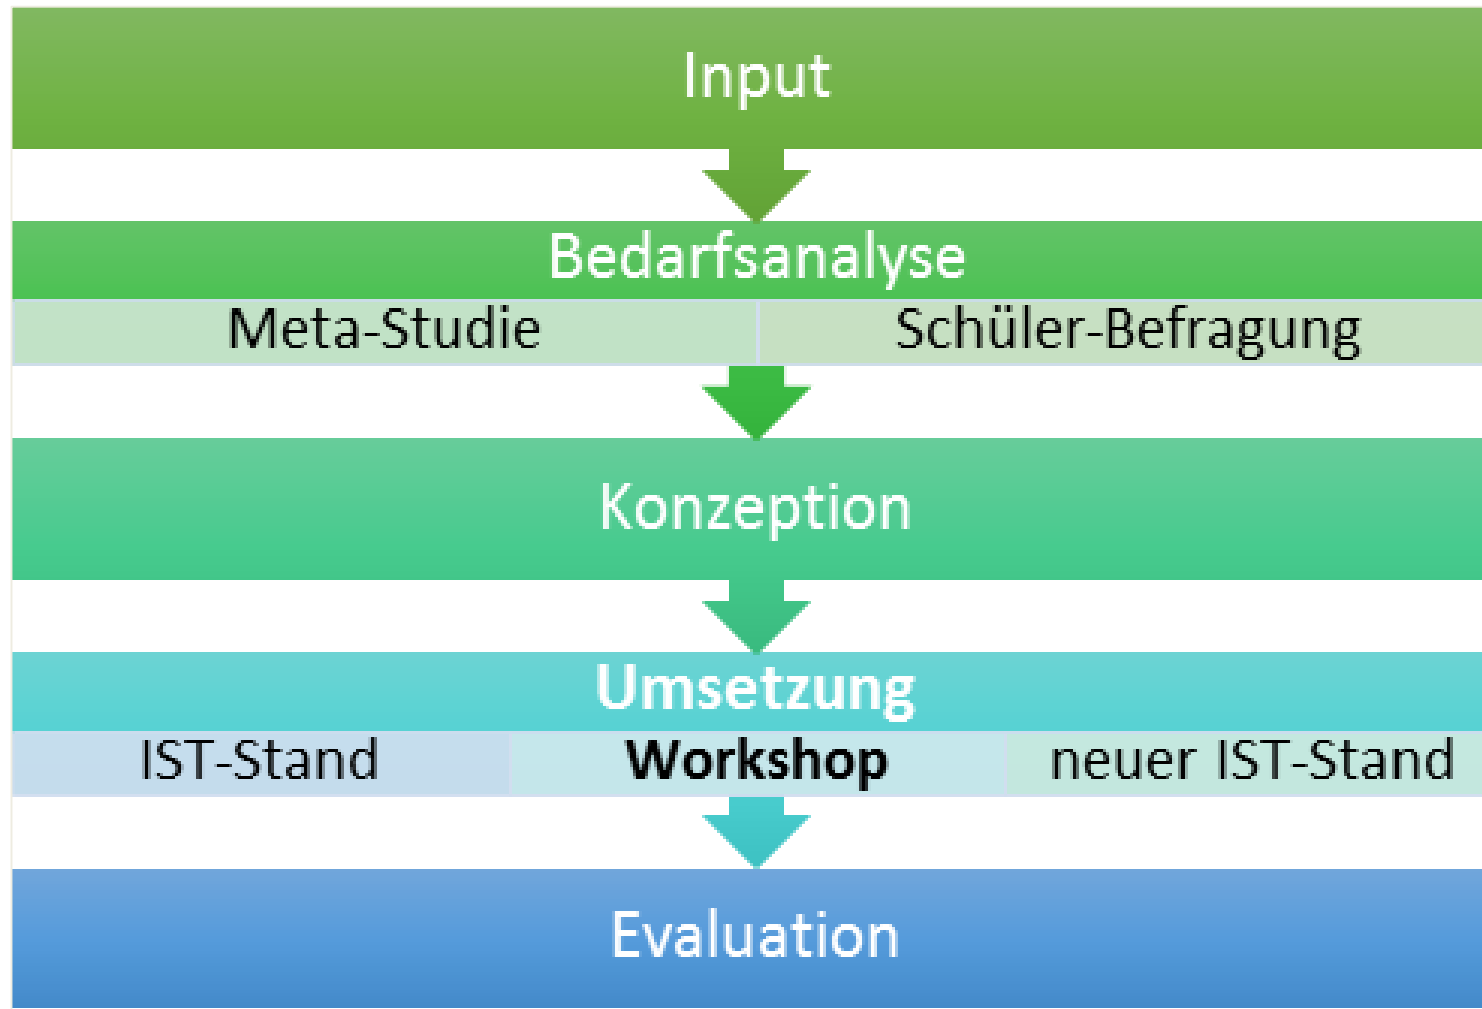 Input
Bedarfsanalyse
Meta-Studie Schüler-Befragung
Konzeption
Umsetzung
IST-Stand Workshop neuer IST-Stand
Evaluation